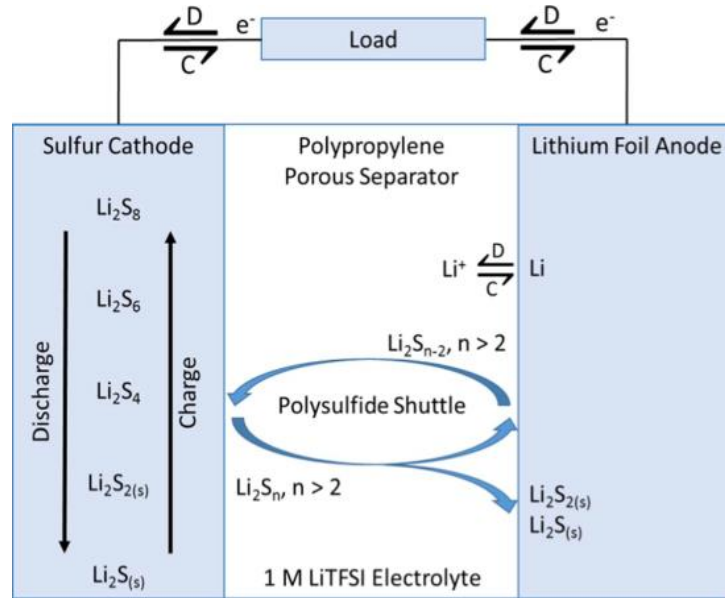 D e⁻ Load D e⁻
C C
Sulfur Cathode
Polypropylene
Porous Separator
Lithium Foil Anode
Li₂S₈
Li₂S₆
Li₂S₄
Li₂S₂₍ₛ₎
Li₂S₍ₛ₎
Discharge
Charge
D
Li⁺ Li
C
Li₂Sₙ₋₂, n > 2
Polysulfide Shuttle
Li₂Sₙ, n > 2
Li₂S₂₍ₛ₎
Li₂S₍ₛ₎
1 M LiTFSI Electrolyte